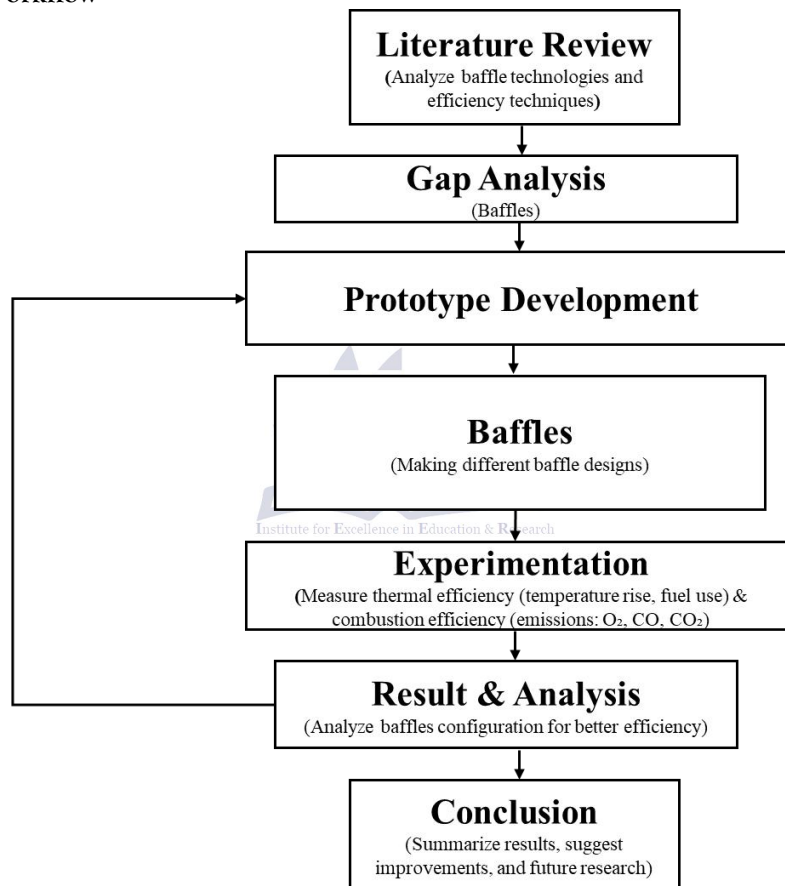 Literature Review
(Analyze baffle technologies and
efficiency techniques)
Gap Analysis
(Baffles)
Prototype Development
Baffles
(Making different baffle designs)
Institute for Excellence in Education & Research
Experimentation
(Measure thermal efficiency (temperature rise, fuel use) &
combustion efficiency (emissions: O₂, CO, CO₂)
Result & Analysis
(Analyze baffles configuration for better efficiency)
Conclusion
(Summarize results, suggest
improvements, and future research)